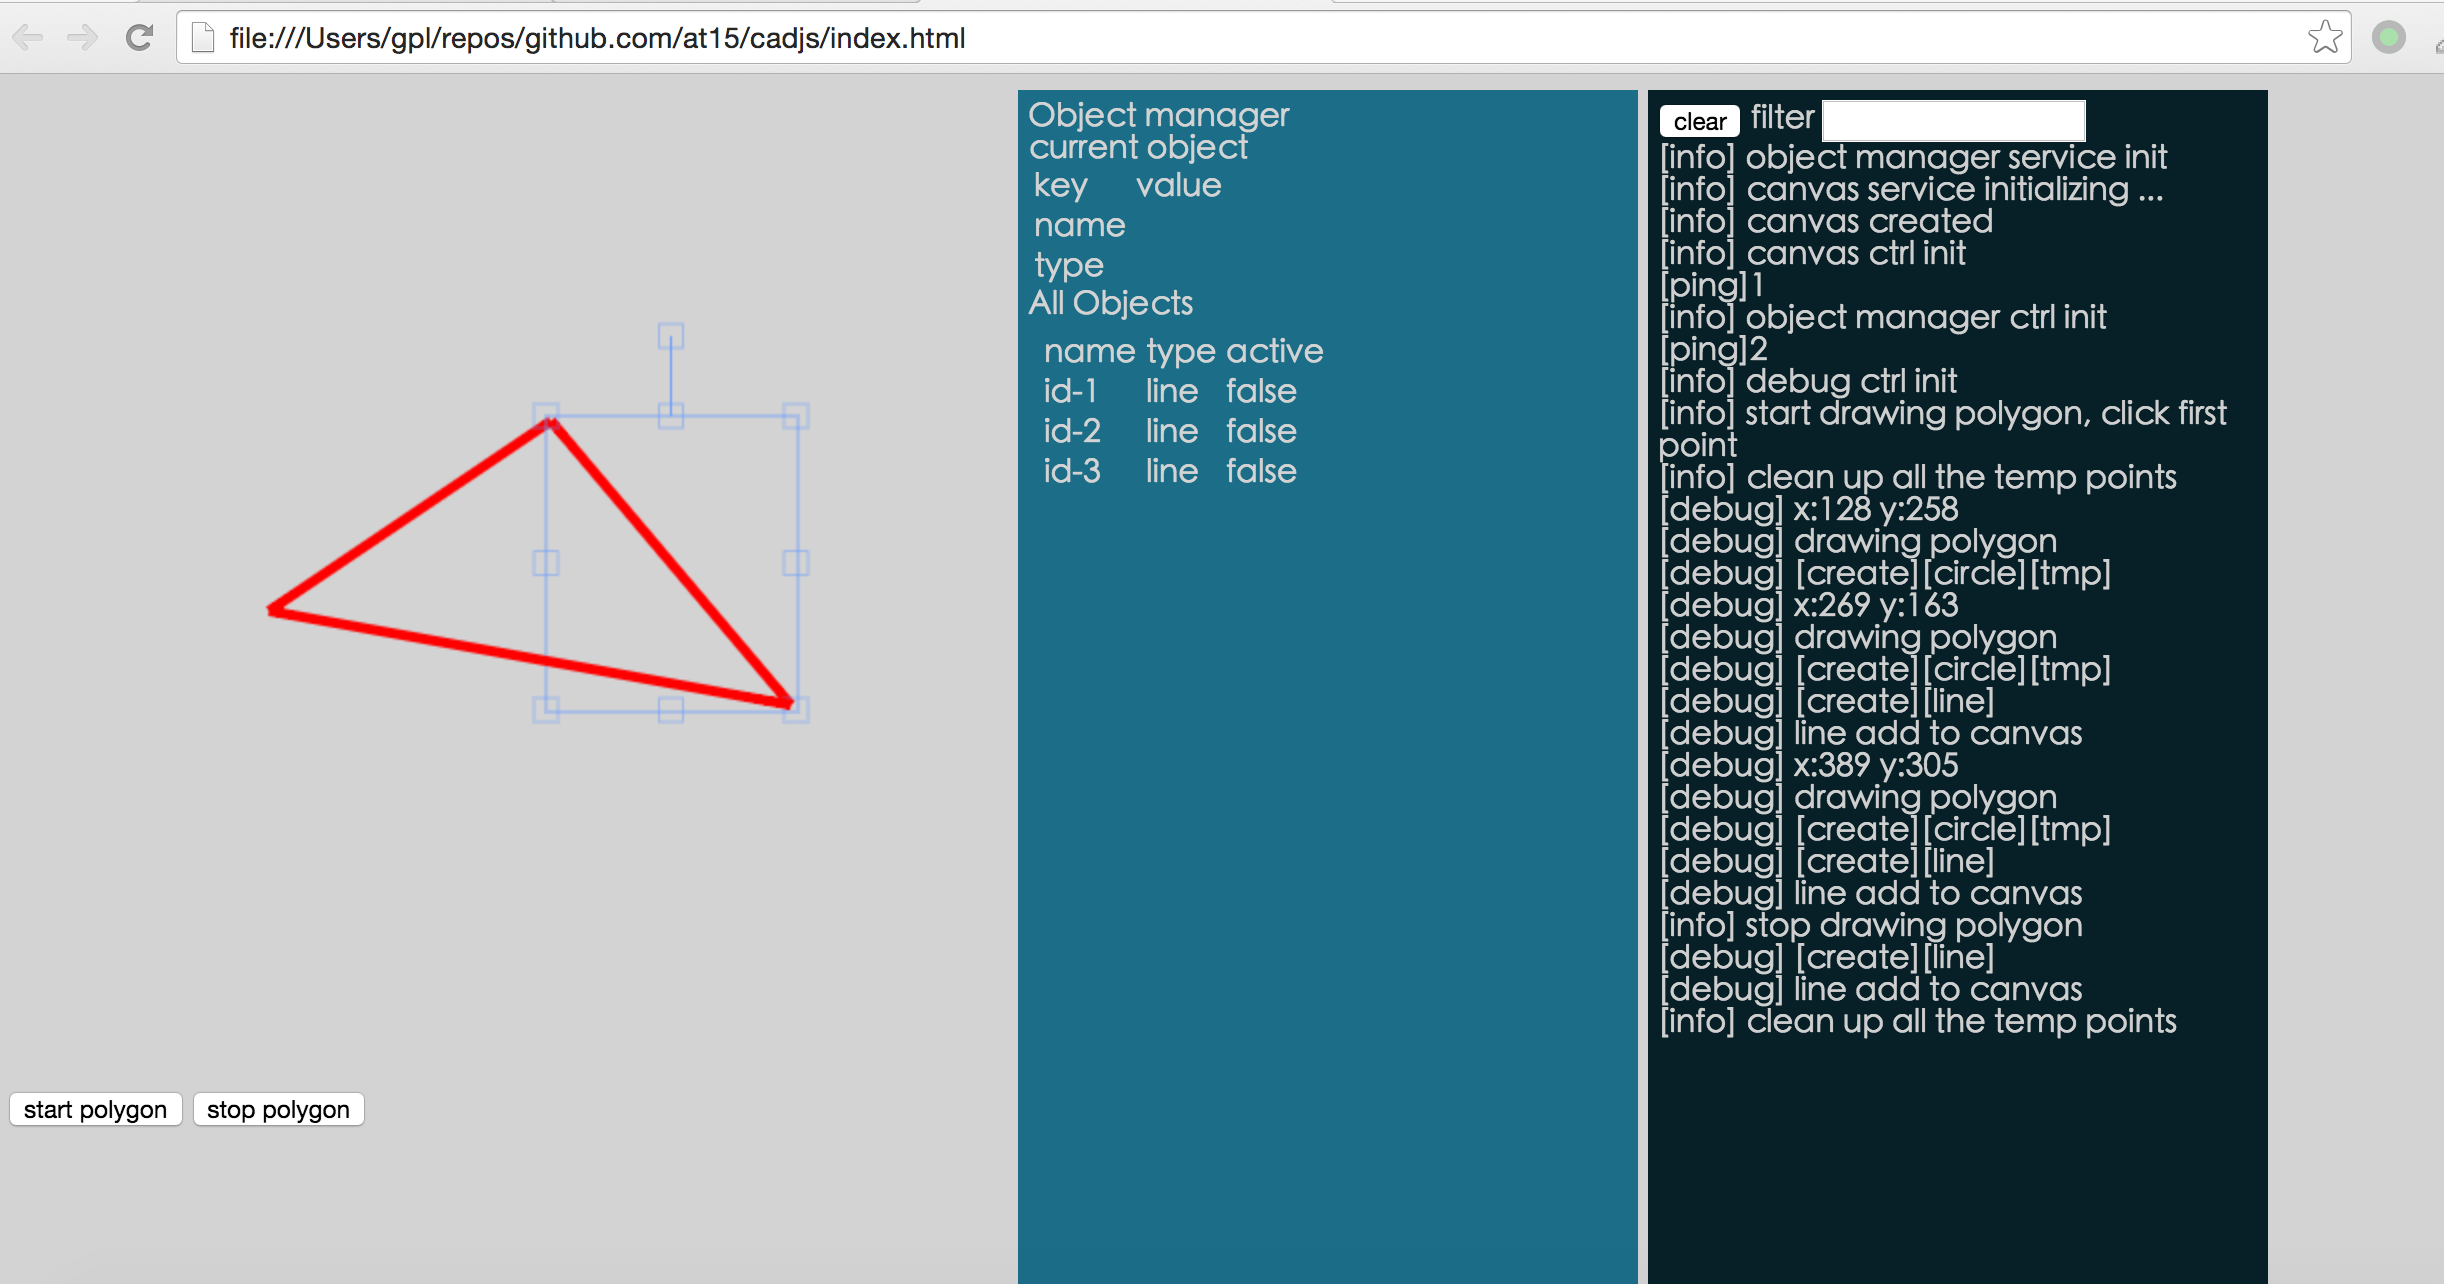 file:///Users/gpl/repos/github.com/at15/cadjs/index.html
start polygon stop polygon
Object manager
current object
key value
name
type
All Objects
name type active
id-1 line false
id-2 line false
id-3 line false
clear filter
[info] object manager service init
[info] canvas service initializing ...
[info] canvas created
[info] canvas ctrl init
[ping]1
[info] object manager ctrl init
[ping]2
[info] debug ctrl init
[info] start drawing polygon, click first
point
[info] clean up all the temp points
[debug] x:128 y:258
[debug] drawing polygon
[debug] [create][circle][tmp]
[debug] x:269 y:163
[debug] drawing polygon
[debug] [create][circle][tmp]
[debug] [create][line]
[debug] line add to canvas
[debug] x:389 y:305
[debug] drawing polygon
[debug] [create][circle][tmp]
[debug] [create][line]
[debug] line add to canvas
[info] stop drawing polygon
[debug] [create][line]
[debug] line add to canvas
[info] clean up all the temp points